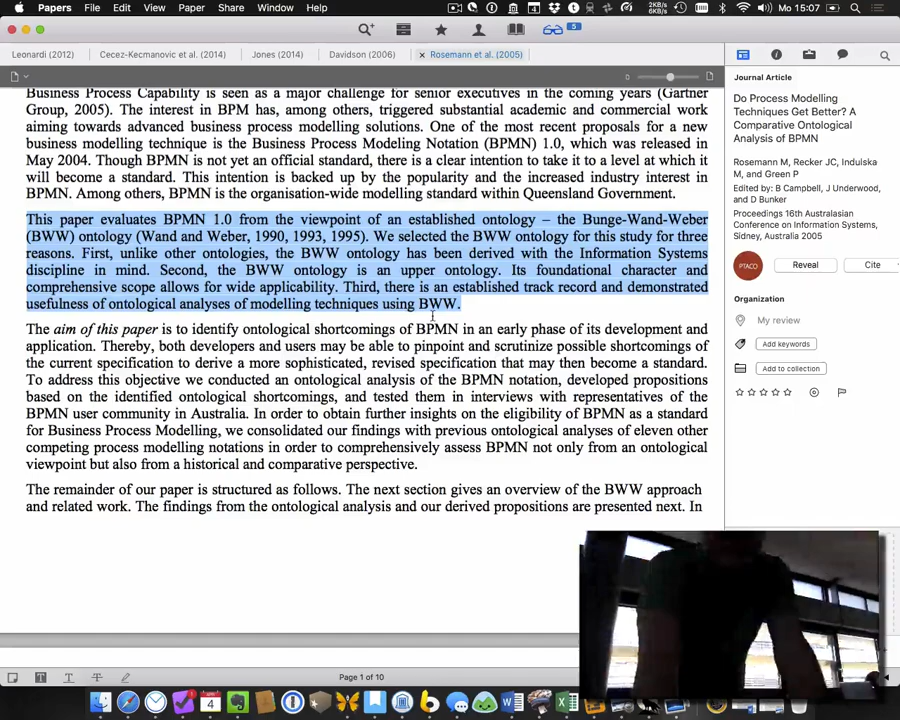 Papers File Edit View Paper Share Window Help
2KB/s
6KB/s
Mo 15:07
5
Leonardi (2012)
Cecez-Kecmanovic et al. (2014)
Jones (2014)
Davidson (2006)
× Rosemann et al. (2005)
Business Process Capability is seen as a major challenge for senior executives in the coming years (Gartner
Group, 2005). The interest in BPM has, among others, triggered substantial academic and commercial work
aiming towards advanced business process modelling solutions. One of the most recent proposals for a new
business modelling technique is the Business Process Modeling Notation (BPMN) 1.0, which was released in
May 2004. Though BPMN is not yet an official standard, there is a clear intention to take it to a level at which it
will become a standard. This intention is backed up by the popularity and the increased industry interest in
BPMN. Among others, BPMN is the organisation-wide modelling standard within Queensland Government.
This paper evaluates BPMN 1.0 from the viewpoint of an established ontology – the Bunge-Wand-Weber
(BWW) ontology (Wand and Weber, 1990, 1993, 1995). We selected the BWW ontology for this study for three
reasons. First, unlike other ontologies, the BWW ontology has been derived with the Information Systems
discipline in mind. Second, the BWW ontology is an upper ontology. Its foundational character and
comprehensive scope allows for wide applicability. Third, there is an established track record and demonstrated
usefulness of ontological analyses of modelling techniques using BWW.
The aim of this paper is to identify ontological shortcomings of BPMN in an early phase of its development and
application. Thereby, both developers and users may be able to pinpoint and scrutinize possible shortcomings of
the current specification to derive a more sophisticated, revised specification that may then become a standard.
To address this objective we conducted an ontological analysis of the BPMN notation, developed propositions
based on the identified ontological shortcomings, and tested them in interviews with representatives of the
BPMN user community in Australia. In order to obtain further insights on the eligibility of BPMN as a standard
for Business Process Modelling, we consolidated our findings with previous ontological analyses of eleven other
competing process modelling notations in order to comprehensively assess BPMN not only from an ontological
viewpoint but also from a historical and comparative perspective.
The remainder of our paper is structured as follows. The next section gives an overview of the BWW approach
and related work. The findings from the ontological analysis and our derived propositions are presented next. In
Page 1 of 10
Journal Article
Do Process Modelling
Techniques Get Better? A
Comparative Ontological
Analysis of BPMN
Rosemann M, Recker JC, Indulska
M, and Green P
Edited by: B Campbell, J Underwood,
and D Bunker
Proceedings 16th Australasian
Conference on Information Systems,
Sidney, Australia 2005
PTACO
Reveal
Cite
Organization
My review
Add keywords
Add to collection
4